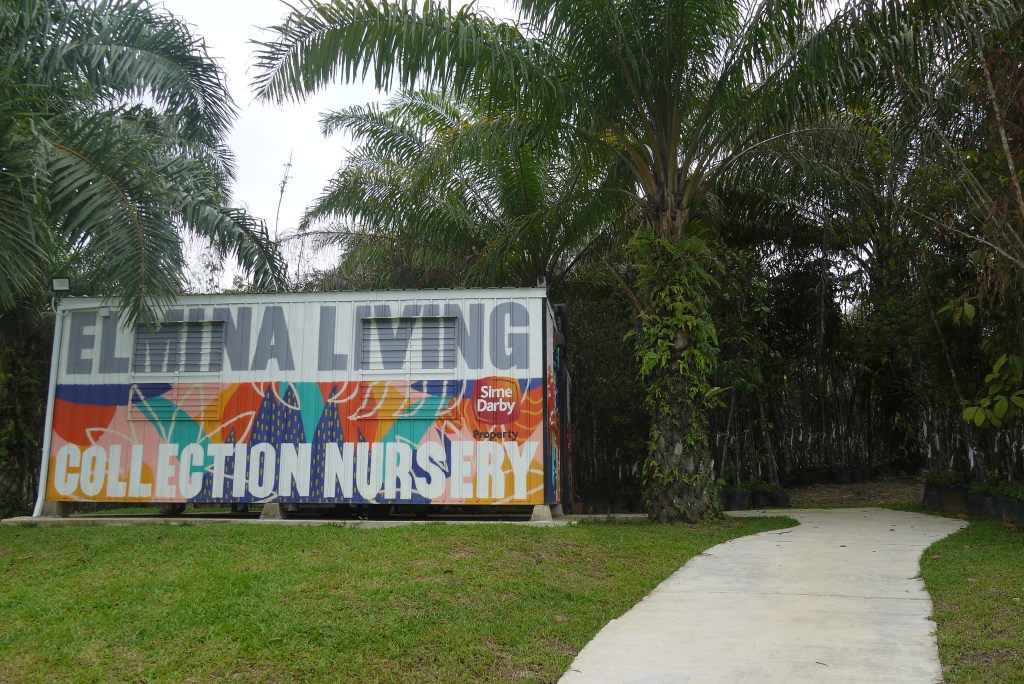 ELMINA LIVING
Sime
Darby
Property
COLLECTION NURSERY